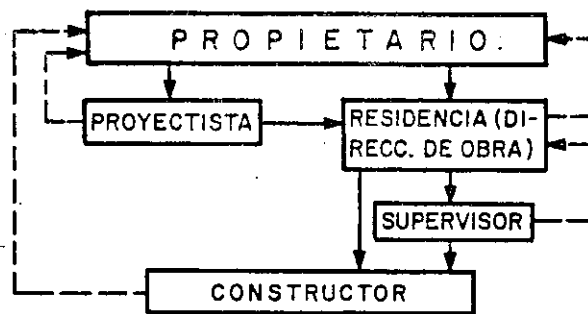 PROPIETARIO.
PROYECTISTA
RESIDENCIA (DI-
RECC. DE OBRA)
SUPERVISOR
CONSTRUCTOR